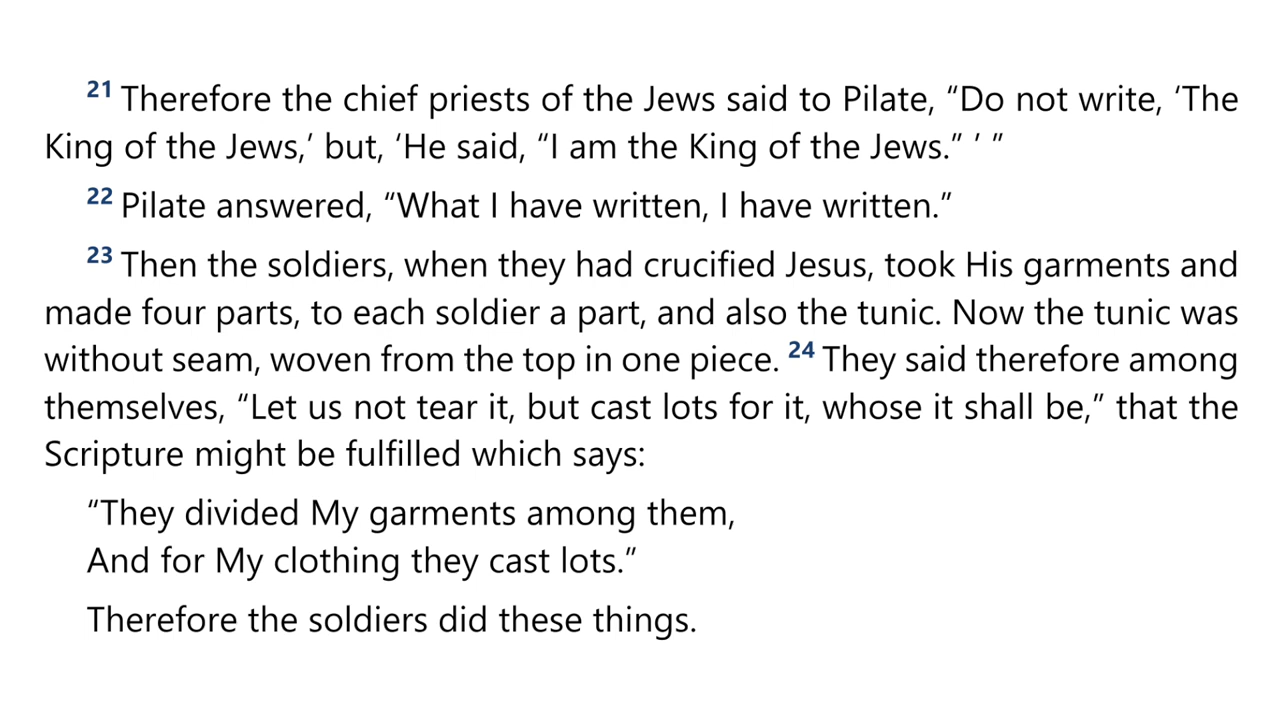 21 Therefore the chief priests of the Jews said to Pilate, “Do not write, ‘The
King of the Jews,’ but, ‘He said, “I am the King of the Jews.” ’ ”
22 Pilate answered, “What I have written, I have written.”
23 Then the soldiers, when they had crucified Jesus, took His garments and
made four parts, to each soldier a part, and also the tunic. Now the tunic was
without seam, woven from the top in one piece. 24 They said therefore among
themselves, “Let us not tear it, but cast lots for it, whose it shall be,” that the
Scripture might be fulfilled which says:
“They divided My garments among them,
And for My clothing they cast lots.”
Therefore the soldiers did these things.